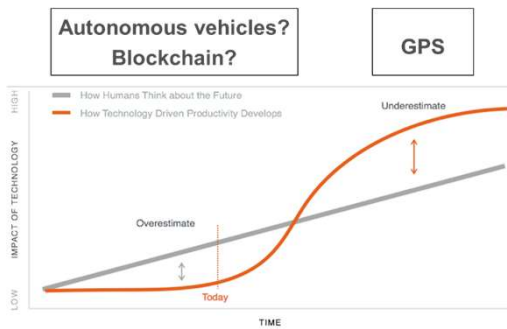 Autonomous vehicles?
Blockchain?
GPS
HIGH
How Humans Think about the Future
How Technology Driven Productivity Develops
Underestimate
IMPACT OF TECHNOLOGY
Overestimate
LOW
Today
TIME